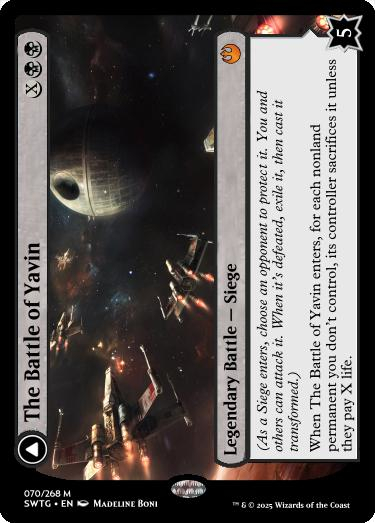 The Battle of Yavin
X
Legendary Battle — Siege
(As a Siege enters, choose an opponent to protect it. You and
others can attack it. When it's defeated, exile it, then cast it
transformed.)
When The Battle of Yavin enters, for each nonland
permanent you don't control, its controller sacrifices it unless
they pay X life.
5
070/268 M
SWTG • EN Madeline Boni
™ & © 2025 Wizards of the Coast